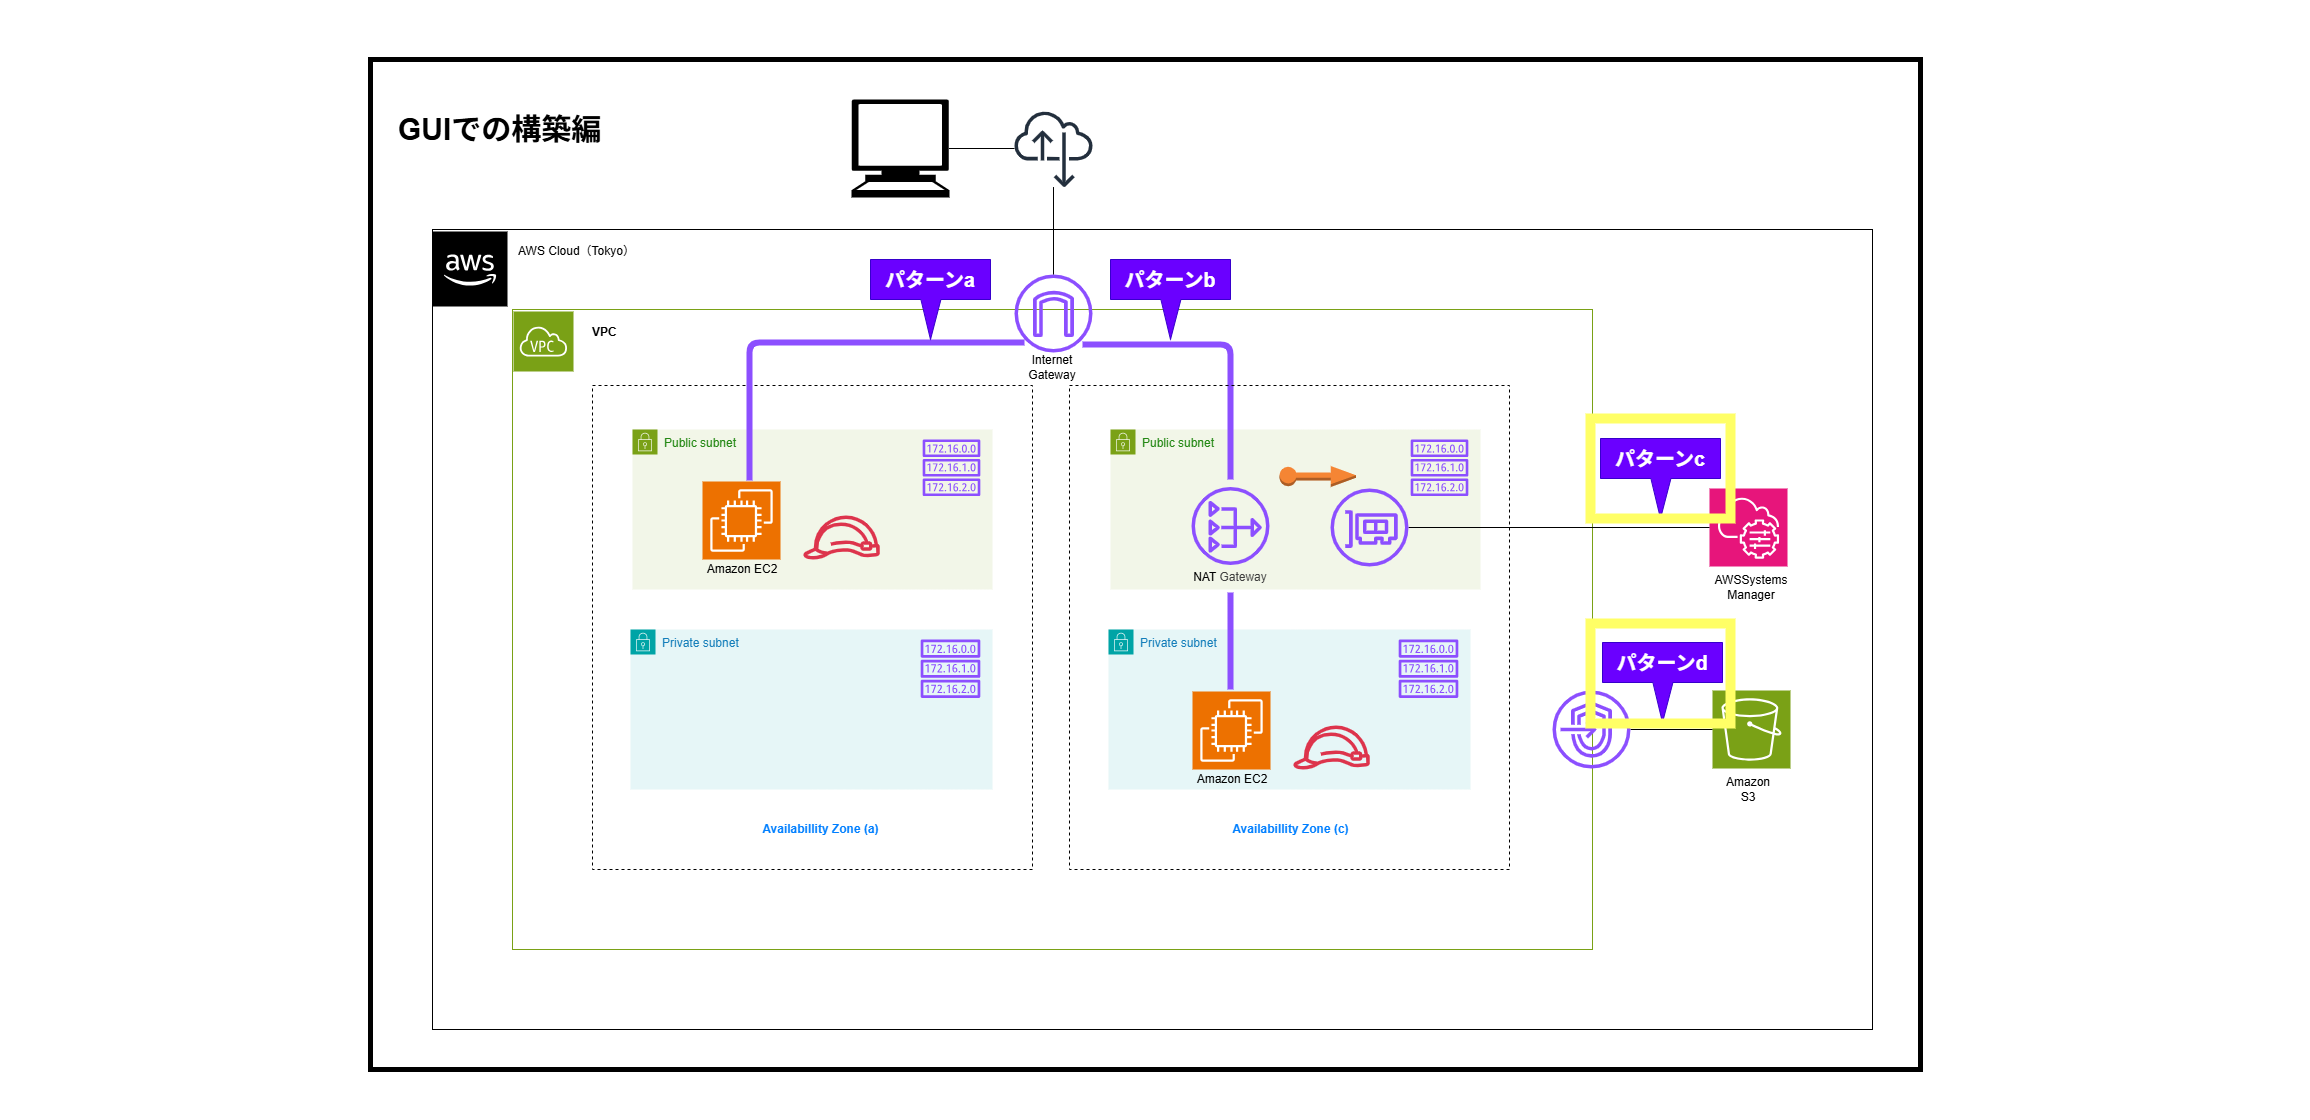 GUIでの構築編
aws
AWS Cloud（Tokyo）
パターンa
パターンb
VPC
VPC
Internet
Gateway
Public subnet
172.16.0.0
172.16.1.0
172.16.2.0
Amazon EC2
Public subnet
172.16.0.0
172.16.1.0
172.16.2.0
NAT Gateway
パターンc
AWSSystems
Manager
Private subnet
172.16.0.0
172.16.1.0
172.16.2.0
Private subnet
172.16.0.0
172.16.1.0
172.16.2.0
Amazon EC2
パターンd
Amazon
S3
Availabillity Zone (a)
Availabillity Zone (c)